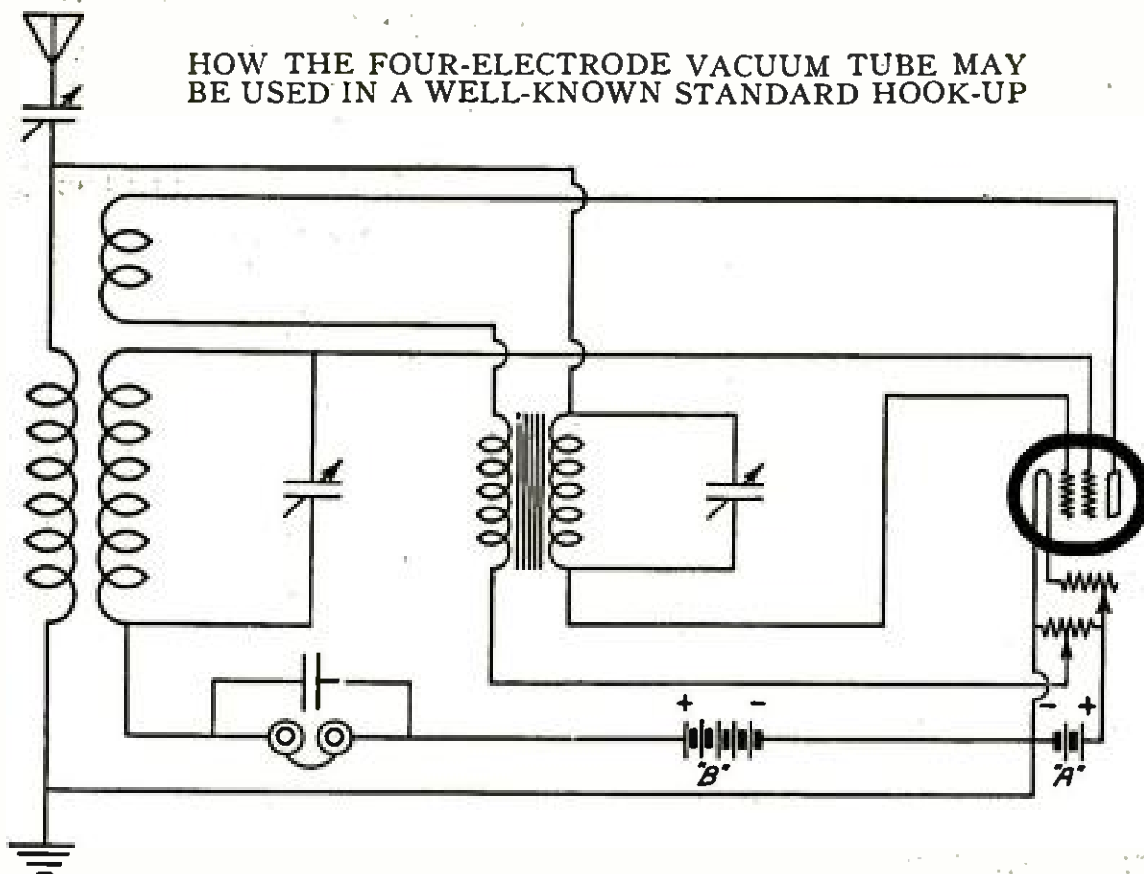 HOW THE FOUR-ELECTRODE VACUUM TUBE MAY
BE USED IN A WELL-KNOWN STANDARD HOOK-UP
+ -
- +
"B"
"A"